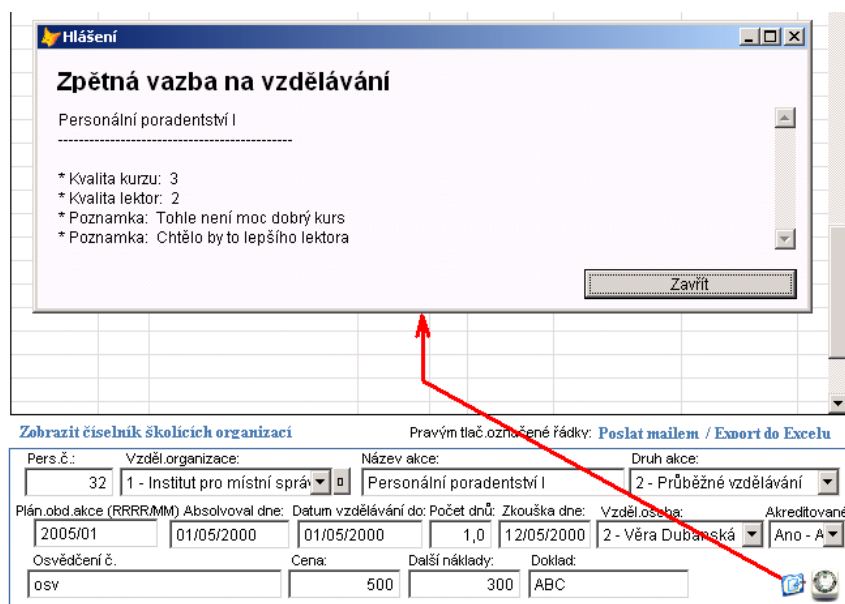 Hlášení
Zpětná vazba na vzdělávání
Personální poradentství I
--------------------------------------------
* Kvalita kurzu: 3
* Kvalita lektor: 2
* Poznamka: Tohle není moc dobrý kurs
* Poznamka: Chtělo by to lepšího lektora
Zavřít
Zobrazit číselník školících organizací Pravým tlač.označené řádky: Poslat mailem / Export do Excelu
Pers.č.: Vzděl.organizace: Název akce: Druh akce:
32 1 - Institut pro místní správ Personální poradentství I 2 - Průběžné vzdělávání
Plán.obd.akce (RRRR/MM) Absolvoval dne: Datum vzdělávání do: Počet dnů: Zkouška dne: Vzděl.osoba: Akreditované
2005/01 01/05/2000 01/05/2000 1,0 12/05/2000 2 - Věra Dubanská Ano - A
Osvědčení č. Cena: Další náklady: Doklad:
osv 500 300 ABC